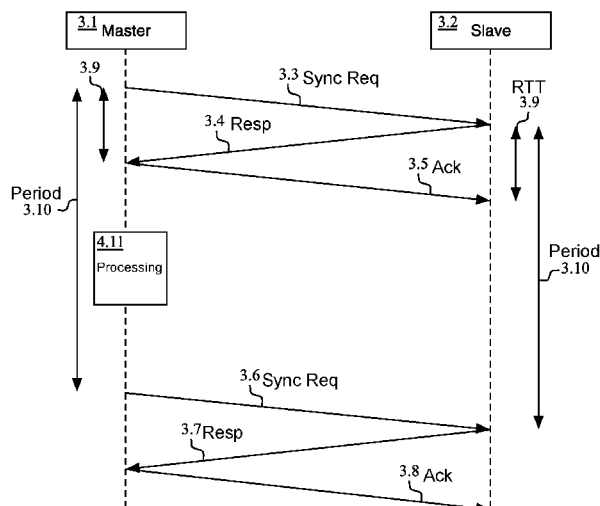 3.1 Master
3.2 Slave
3.9
3.3 Sync Req
RTT
3.9
3.4 Resp
3.5 Ack
Period
3.10
4.11
Processing
Period
3.10
3.6 Sync Req
3.7 Resp
3.8 Ack